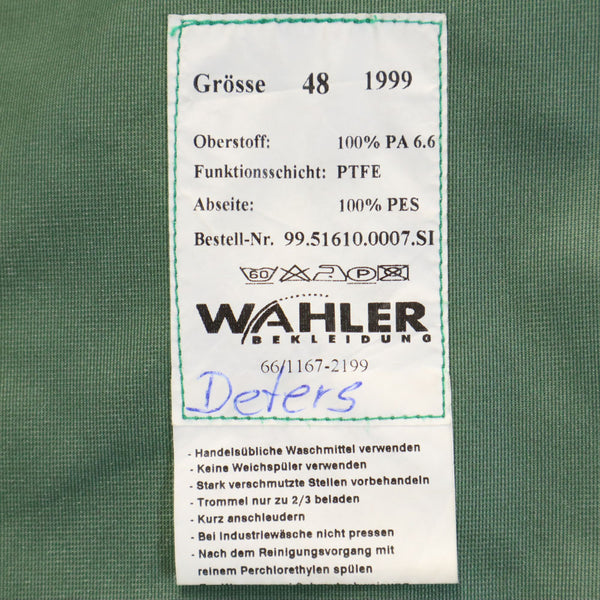 Grösse 48 1999
Oberstoff: 100% PA 6.6
Funktionsschicht: PTFE
Abseite: 100% PES
Bestell-Nr. 99.51610.0007.SI
60 P
WAHLER
BEKLEIDUNG
66/1167-2199
Deters
- Handelsübliche Waschmittel verwenden
- Keine Weichspüler verwenden
- Stark verschmutzte Stellen vorbehandeln
- Trommel nur zu 2/3 beladen
- Kurz anschleudern
- Bei Industriewäsche nicht pressen
- Nach dem Reinigungsvorgang mit
reinem Perchlorethylen spülen